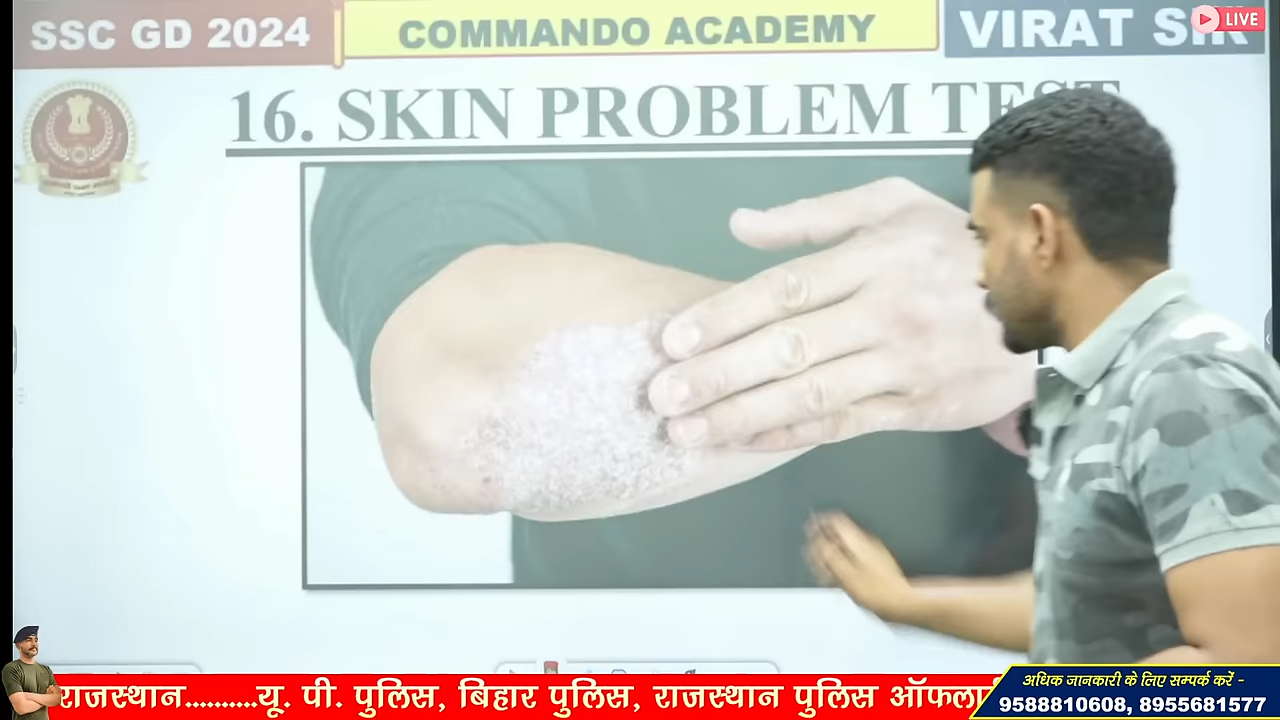 SSC GD 2024
COMMANDO ACADEMY
VIRAT SIR
LIVE
16. SKIN PROBLEM TEST
राजस्थान..........यू. पी. पुलिस, बिहार पुलिस, राजस्थान पुलिस ऑफला
अधिक जानकारी के लिए सम्पर्क करें -
9588810608, 8955681577